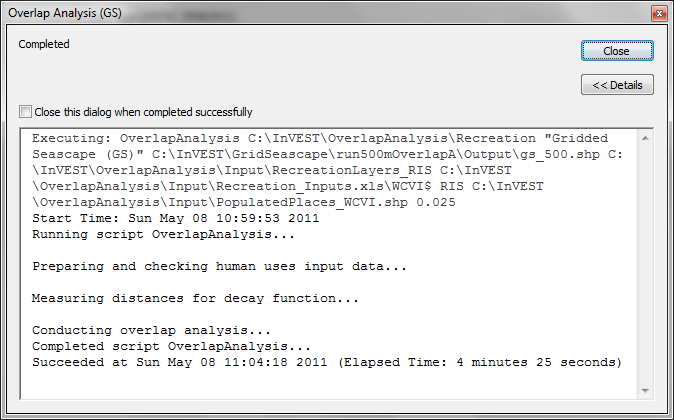 Overlap Analysis (GS)
Completed
Close
<< Details
Close this dialog when completed successfully
Executing: OverlapAnalysis C:\InVEST\OverlapAnalysis\Recreation "Gridded
Seascape (GS)" C:\InVEST\GridSeascape\run500mOverlapA\Output\gs_500.shp C:
\InVEST\OverlapAnalysis\Input\RecreationLayers_RIS C:\InVEST
\OverlapAnalysis\Input\Recreation_Inputs.xls\WCVI$ RIS C:\InVEST
\OverlapAnalysis\Input\PopulatedPlaces_WCVI.shp 0.025
Start Time: Sun May 08 10:59:53 2011
Running script OverlapAnalysis...
Preparing and checking human uses input data...
Measuring distances for decay function...
Conducting overlap analysis...
Completed script OverlapAnalysis...
Succeeded at Sun May 08 11:04:18 2011 (Elapsed Time: 4 minutes 25 seconds)